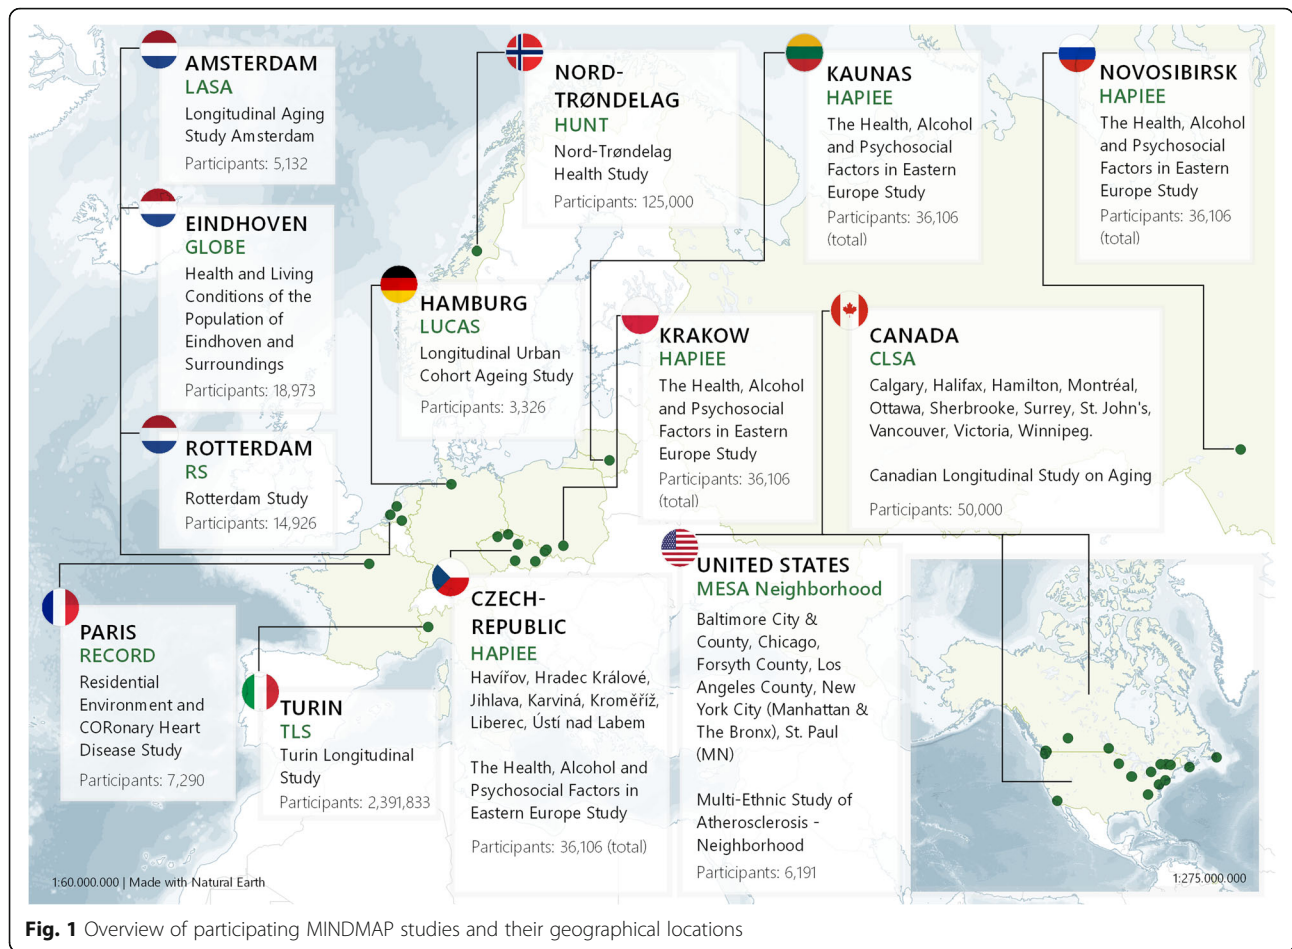 AMSTERDAM
LASA
Longitudinal Aging
Study Amsterdam
Participants: 5,132
EINDHOVEN
GLOBE
Health and Living
Conditions of the
Population of
Eindhoven and
Surroundings
Participants: 18,973
ROTTERDAM
RS
Rotterdam Study
Participants: 14,926
PARIS
RECORD
Residential
Environment and
CORonary Heart
Disease Study
Participants: 7,290
TURIN
TLS
Turin Longitudinal
Study
Participants: 2,391,833
HAMBURG
LUCAS
Longitudinal Urban
Cohort Ageing Study
Participants: 3,326
NORD-
TRØNDELAG
HUNT
Nord-Trøndelag
Health Study
Participants: 125,000
KAUNAS
HAPIEE
The Health, Alcohol
and Psychosocial
Factors in Eastern
Europe Study
Participants: 36,106
(total)
NOVOSIBIRSK
HAPIEE
The Health, Alcohol
and Psychosocial
Factors in Eastern
Europe Study
Participants: 36,106
(total)
KRAKOW
HAPIEE
The Health, Alcohol
and Psychosocial
Factors in Eastern
Europe Study
Participants: 36,106
(total)
CANADA
CLSA
Calgary, Halifax, Hamilton, Montréal,
Ottawa, Sherbrooke, Surrey, St. John's,
Vancouver, Victoria, Winnipeg.
Canadian Longitudinal Study on Aging
Participants: 50,000
CZECH-
REPUBLIC
HAPIEE
Havířov, Hradec Králové,
Jihlava, Karviná, Kroměříž,
Liberec, Ústí nad Labem
The Health, Alcohol and
Psychosocial Factors in
Eastern Europe Study
Participants: 36,106 (total)
UNITED STATES
MESA Neighborhood
Baltimore City &
County, Chicago,
Forsyth County, Los
Angeles County, New
York City (Manhattan &
The Bronx), St. Paul
(MN)
Multi-Ethnic Study of
Atherosclerosis -
Neighborhood
Participants: 6,191
1:60.000.000 | Made with Natural Earth
1:275.000.000
Fig. 1 Overview of participating MINDMAP studies and their geographical locations